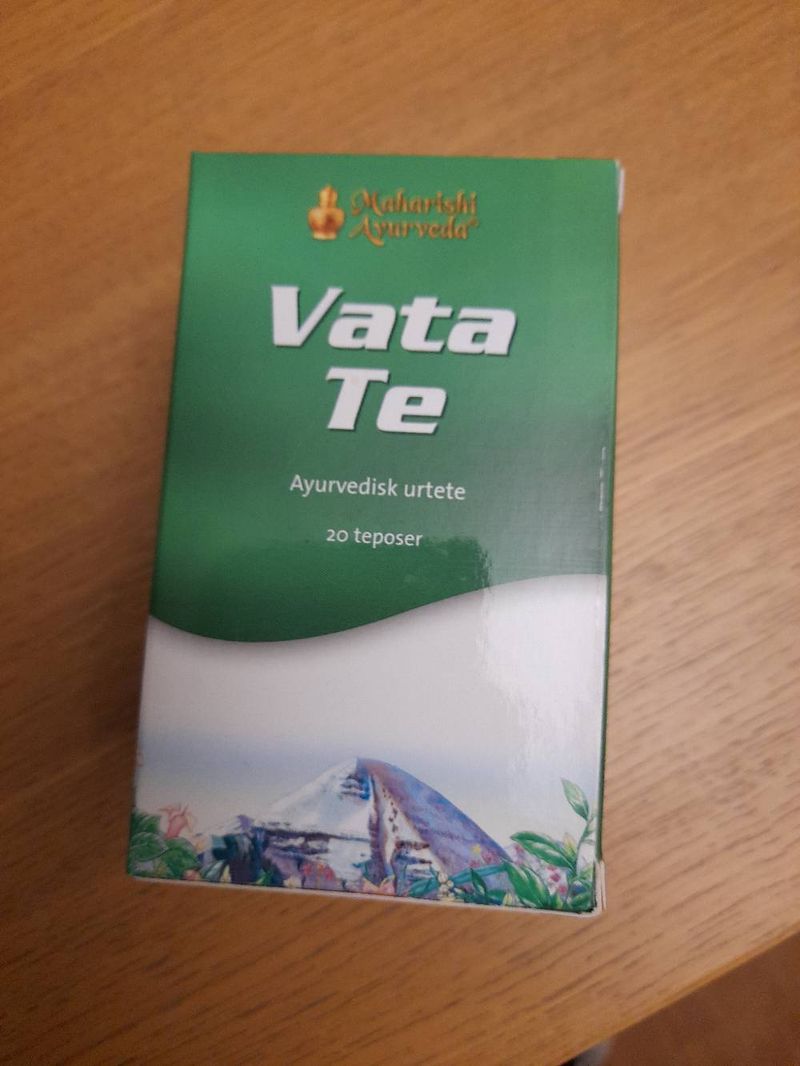 Maharishi
Ayurveda®
Vata
Te
Ayurvedisk urtete
20 teposer